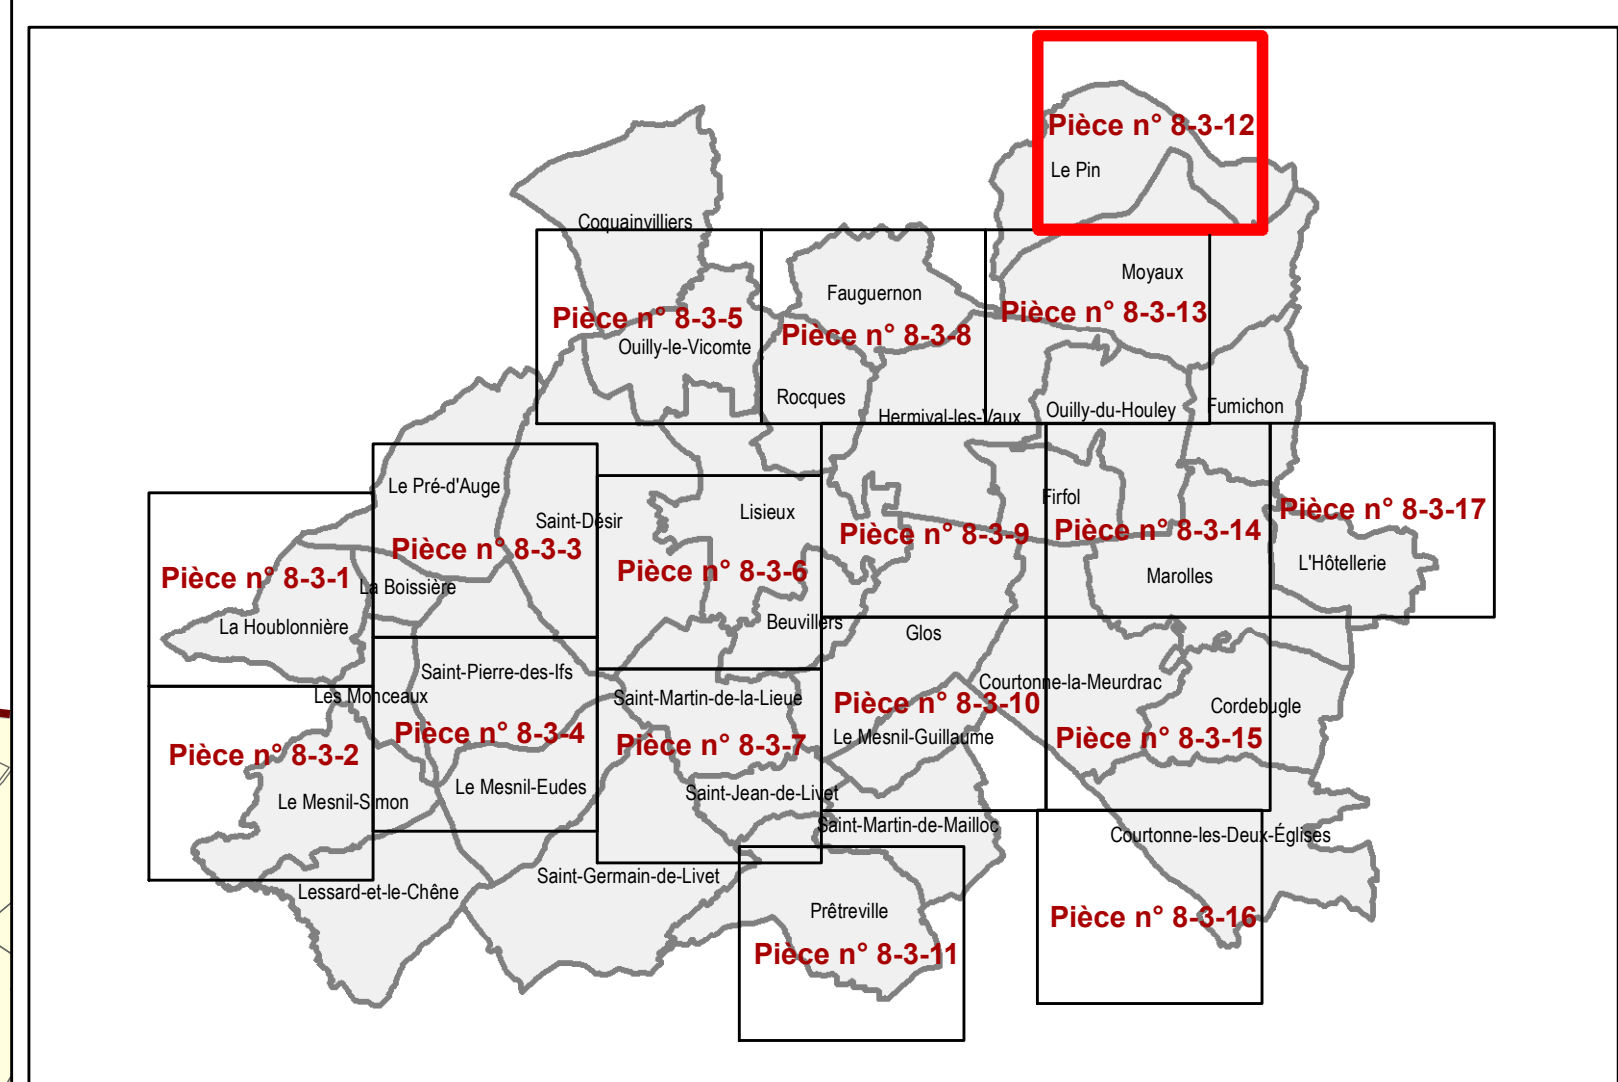 Pièce n° 8-3-12
Le Pin
Coquainvilliers
Moyaux
Fauguernon
Pièce n° 8-3-5
Pièce n° 8-3-13
Pièce n° 8-3-8
Ouilly-le-Vicomte
Rocques
Hermival-les-Vaux
Ouilly-du-Houley
Fumichon
Le Pré-d'Auge
Saint-Désir
Lisieux
Firfol
Pièce n° 8-3-17
Pièce n° 8-3-3
Pièce n° 8-3-9
Pièce n° 8-3-14
L'Hôtellerie
Pièce n° 8-3-1
La Boissière
Pièce n° 8-3-6
Marolles
La Houblonnière
Beuvillers
Glos
Saint-Pierre-des-Ifs
Les Monceaux
Saint-Martin-de-la-Lieue
Courtonne-la-Meurdrac
Pièce n° 8-3-10
Cordebugle
Pièce n° 8-3-2
Pièce n° 8-3-4
Pièce n° 8-3-7
Le Mesnil-Guillaume
Pièce n° 8-3-15
Le Mesnil-Simon
Le Mesnil-Eudes
Saint-Jean-de-Livet
Saint-Martin-de-Mailloc
Courtonne-les-Deux-Églises
Lessard-et-le-Chêne
Saint-Germain-de-Livet
Prêtreville
Pièce n° 8-3-16
Pièce n° 8-3-11